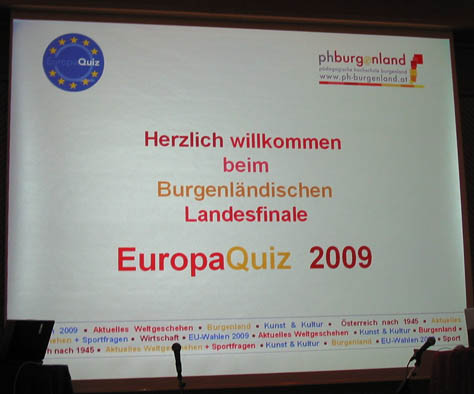 EuropaQuiz
phburgenland
pädagogische hochschule burgenland
www.ph-burgenland.at
Herzlich willkommen
beim
Burgenländischen
Landesfinale
EuropaQuiz 2009
2009 • Aktuelles Weltgeschehen • Burgenland • Kunst & Kultur • Österreich nach 1945 • Aktuelles
ehen + Sportfragen • Wirtschaft • EU-Wahlen 2009 • Aktuelles Weltgeschehen • Kunst & Kultur • Burgenland •
ch nach 1945 • Aktuelles Weltgeschehen + Sportfragen • Kunst & Kultur • Burgenland • EU-Wahlen 2009 • Sport